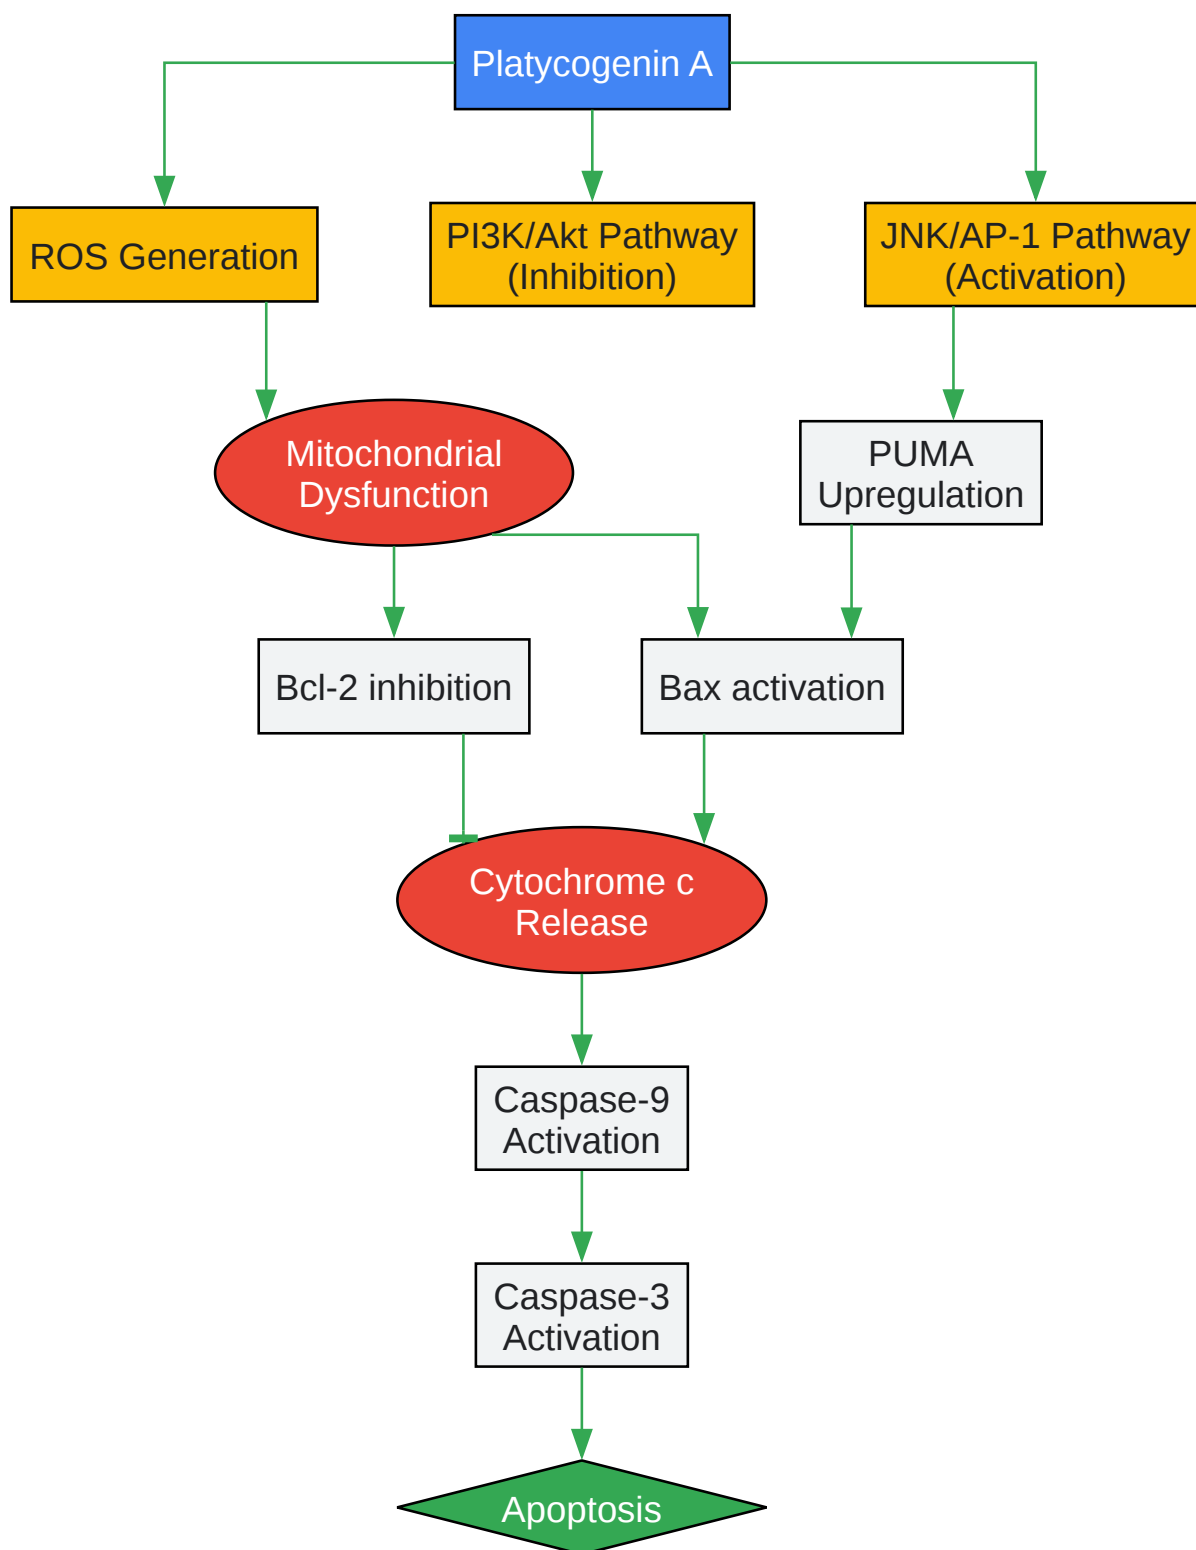 Platycogenin A
ROS Generation
PI3K/Akt Pathway
(Inhibition)
JNK/AP-1 Pathway
(Activation)
Mitochondrial
Dysfunction
PUMA
Upregulation
Bcl-2 inhibition
Bax activation
Cytochrome c
Release
Caspase-9
Activation
Caspase-3
Activation
Apoptosis